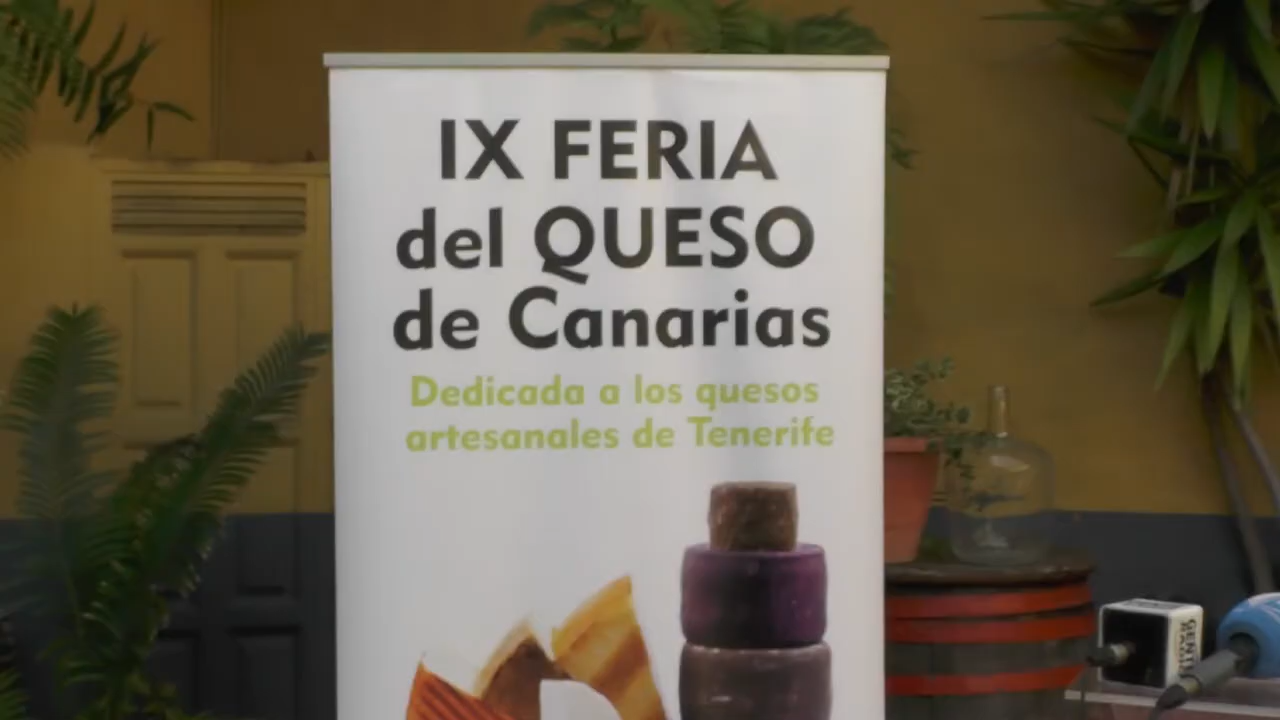 IX FERIA
del QUESO
de Canarias
Dedicada a los quesos
artesanales de Tenerife